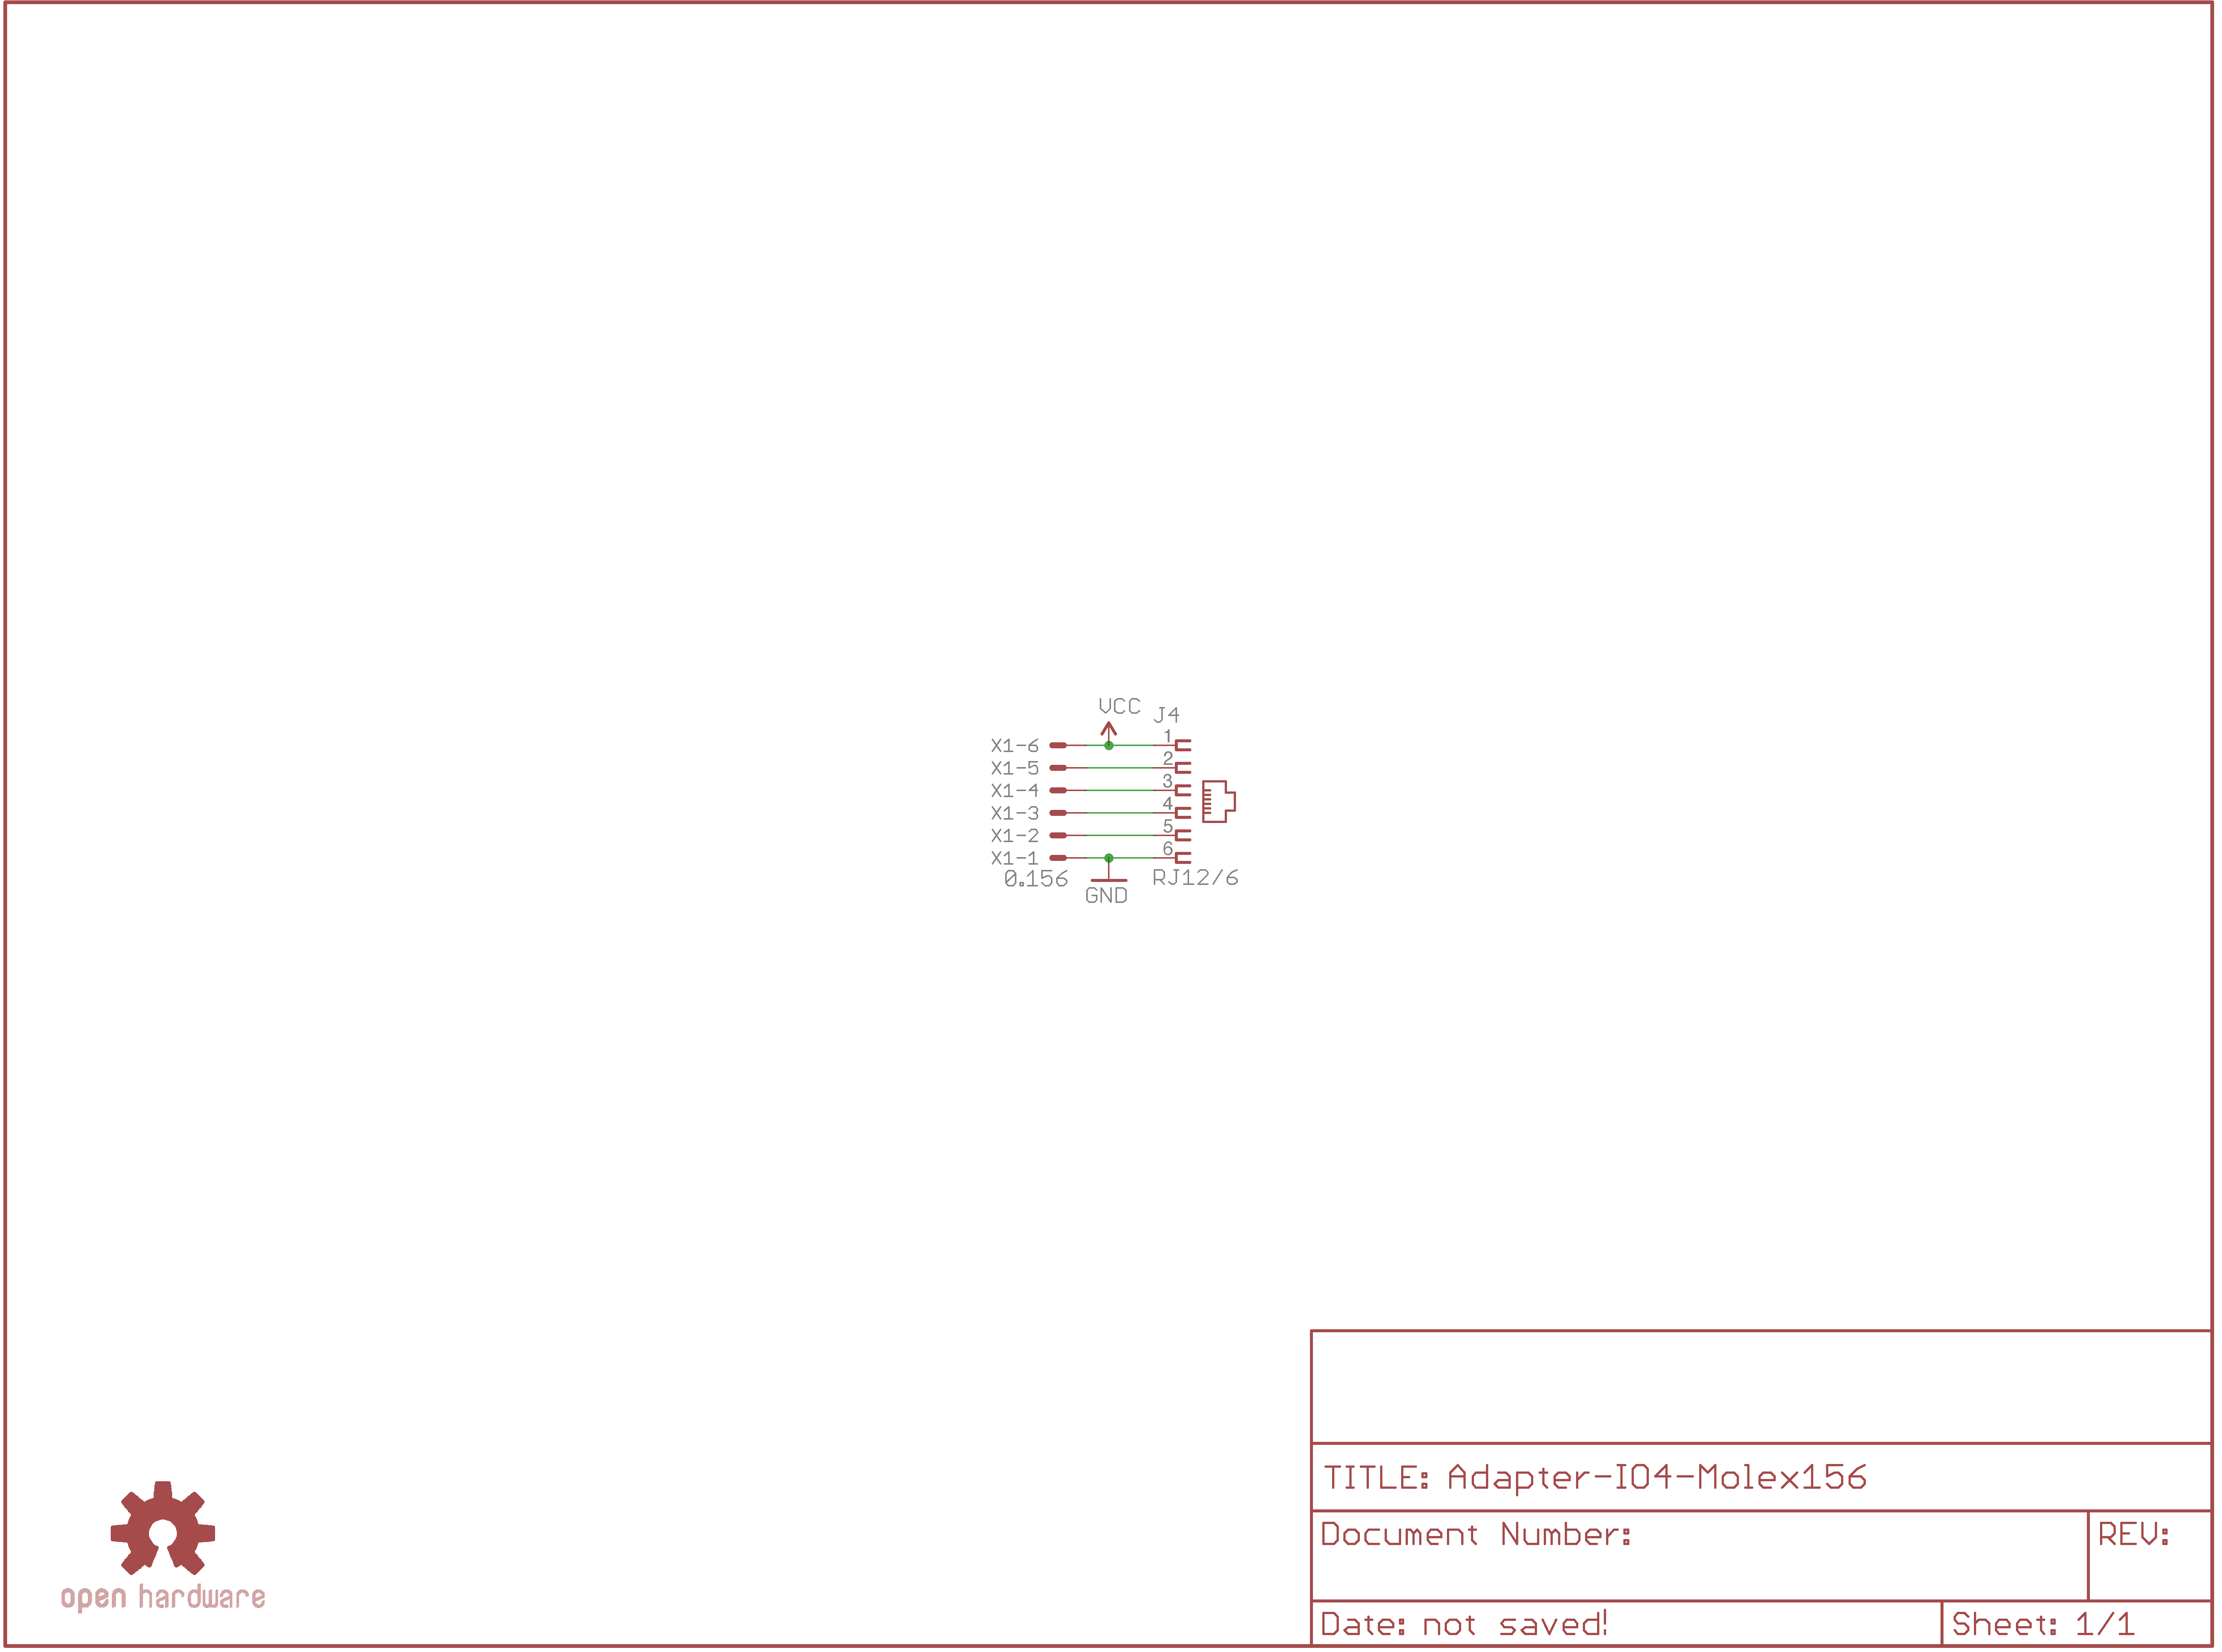 VCC
J4
X1-6 1
X1-5 2
X1-4 3
X1-3 4
X1-2 5
X1-1 6
0.156 RJ12/6
GND
TITLE: Adapter-IO4-Molex156
Document Number: REV:
Date: not saved! Sheet: 1/1
open hardware